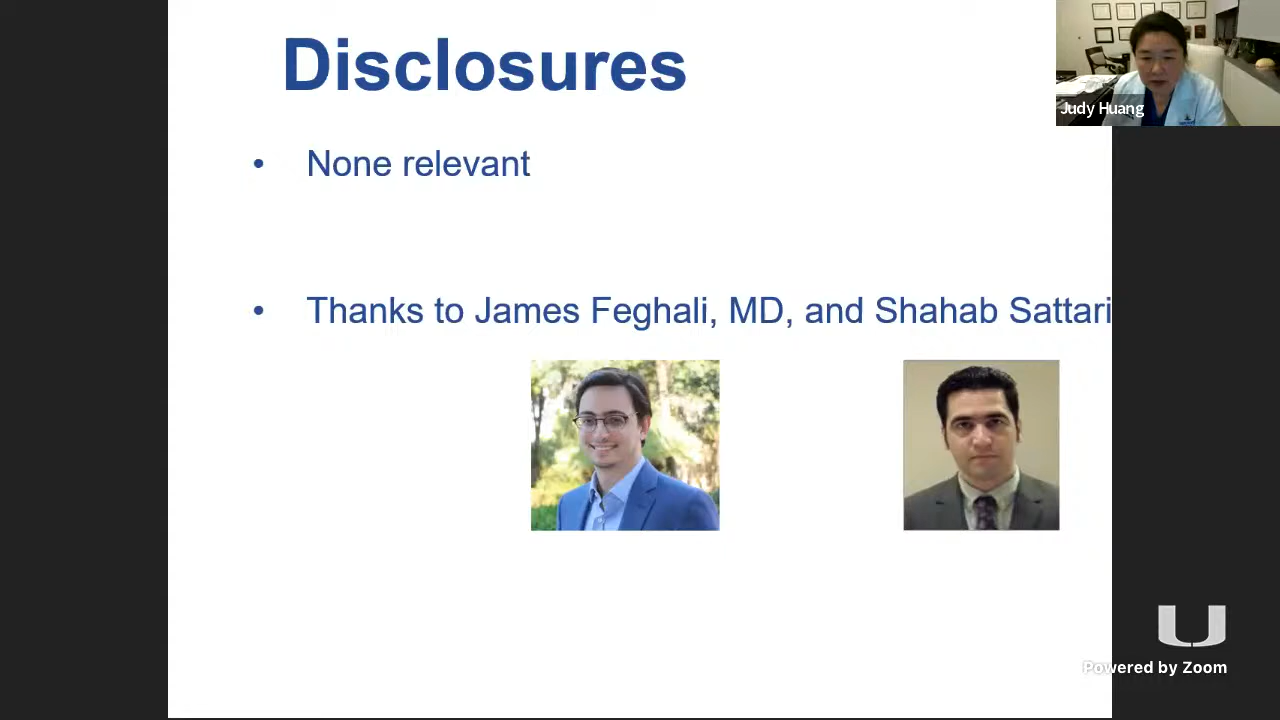 Disclosures
Judy Huang
• None relevant
• Thanks to James Feghali, MD, and Shahab Sattari
U
Powered by Zoom